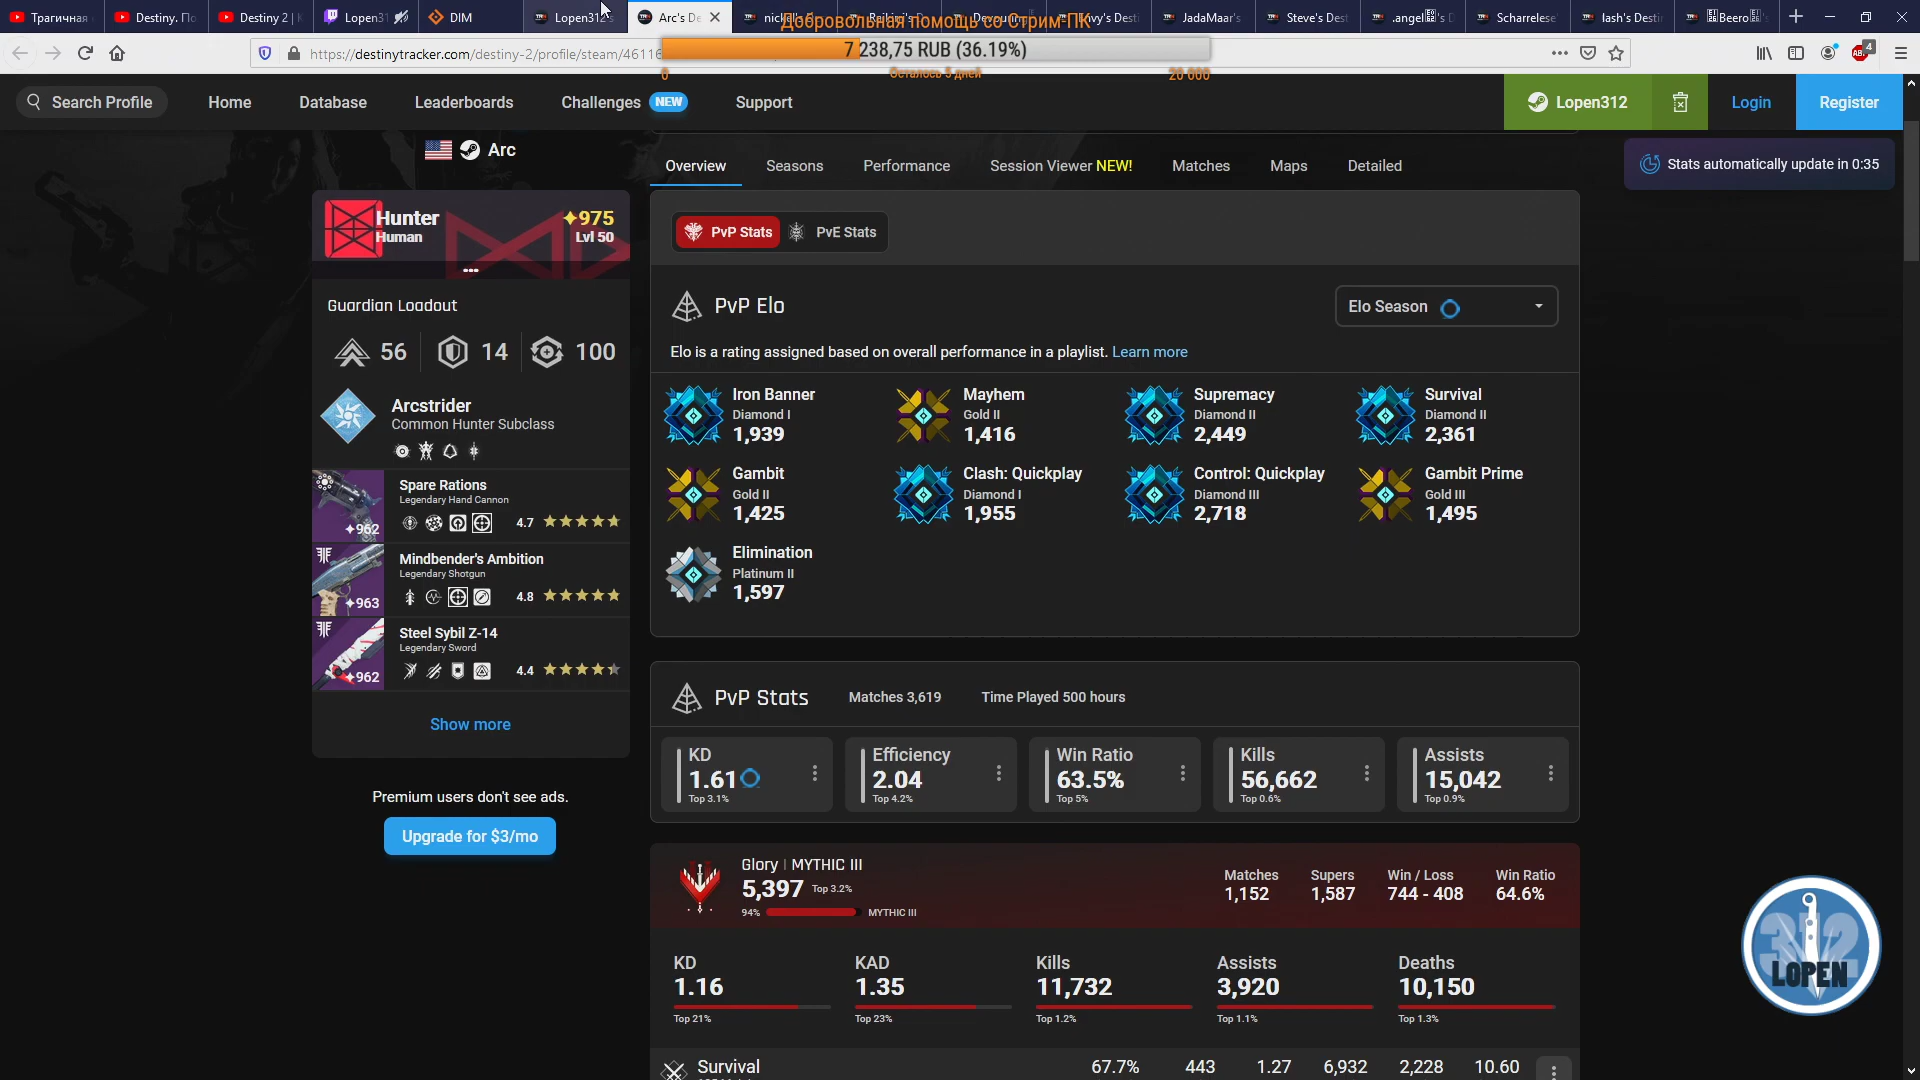 Трагичная
Destiny. По
Destiny 2 |
Lopen31
DIM
Lopen312's
Arc's De
nickel's
Devourin
Envy's Desti
JadaMaar's
Steve's Dest
.angel
Scharrelese
lash's Destin
Beero
Добровольная помощь со Стрим-ПК
7 238,75 RUB (36.19%)
0
Осталось 5 дней
20 000
https://destinytracker.com/destiny-2/profile/steam/46116
4
Search Profile
Home
Database
Leaderboards
Challenges NEW
Support
Lopen312
Login
Register
Arc
Overview
Seasons
Performance
Session Viewer NEW!
Matches
Maps
Detailed
Stats automatically update in 0:35
Hunter
Human
975
Lvl 50
Guardian Loadout
56
14
100
Arcstrider
Common Hunter Subclass
Spare Rations
Legendary Hand Cannon
962
4.7
Mindbender's Ambition
Legendary Shotgun
963
4.8
Steel Sybil Z-14
Legendary Sword
962
4.4
Show more
Premium users don't see ads.
Upgrade for $3/mo
PvP Stats
PvE Stats
PvP Elo
Elo Season
Elo is a rating assigned based on overall performance in a playlist. Learn more
Iron Banner
Diamond I
1,939
Mayhem
Gold II
1,416
Supremacy
Diamond II
2,449
Survival
Diamond II
2,361
Gambit
Gold II
1,425
Clash: Quickplay
Diamond I
1,955
Control: Quickplay
Diamond III
2,718
Gambit Prime
Gold III
1,495
Elimination
Platinum II
1,597
PvP Stats
Matches 3,619
Time Played 500 hours
KD
1.61
Top 3.1%
Efficiency
2.04
Top 4.2%
Win Ratio
63.5%
Top 5%
Kills
56,662
Top 0.6%
Assists
15,042
Top 0.9%
Glory | MYTHIC III
5,397 Top 3.2%
94%
MYTHIC III
Matches
1,152
Supers
1,587
Win / Loss
744 - 408
Win Ratio
64.6%
KD
1.16
Top 21%
KAD
1.35
Top 23%
Kills
11,732
Top 1.2%
Assists
3,920
Top 1.1%
Deaths
10,150
Top 1.3%
Survival
67.7%
443
1.27
6,932
2,228
10.60
312
LOPEN